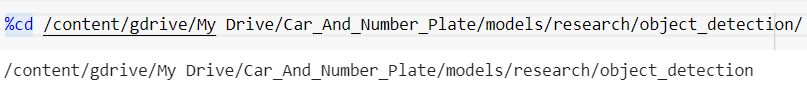 %cd /content/gdrive/My Drive/Car_And_Number_Plate/models/research/object_detection/
/content/gdrive/My Drive/Car_And_Number_Plate/models/research/object_detection